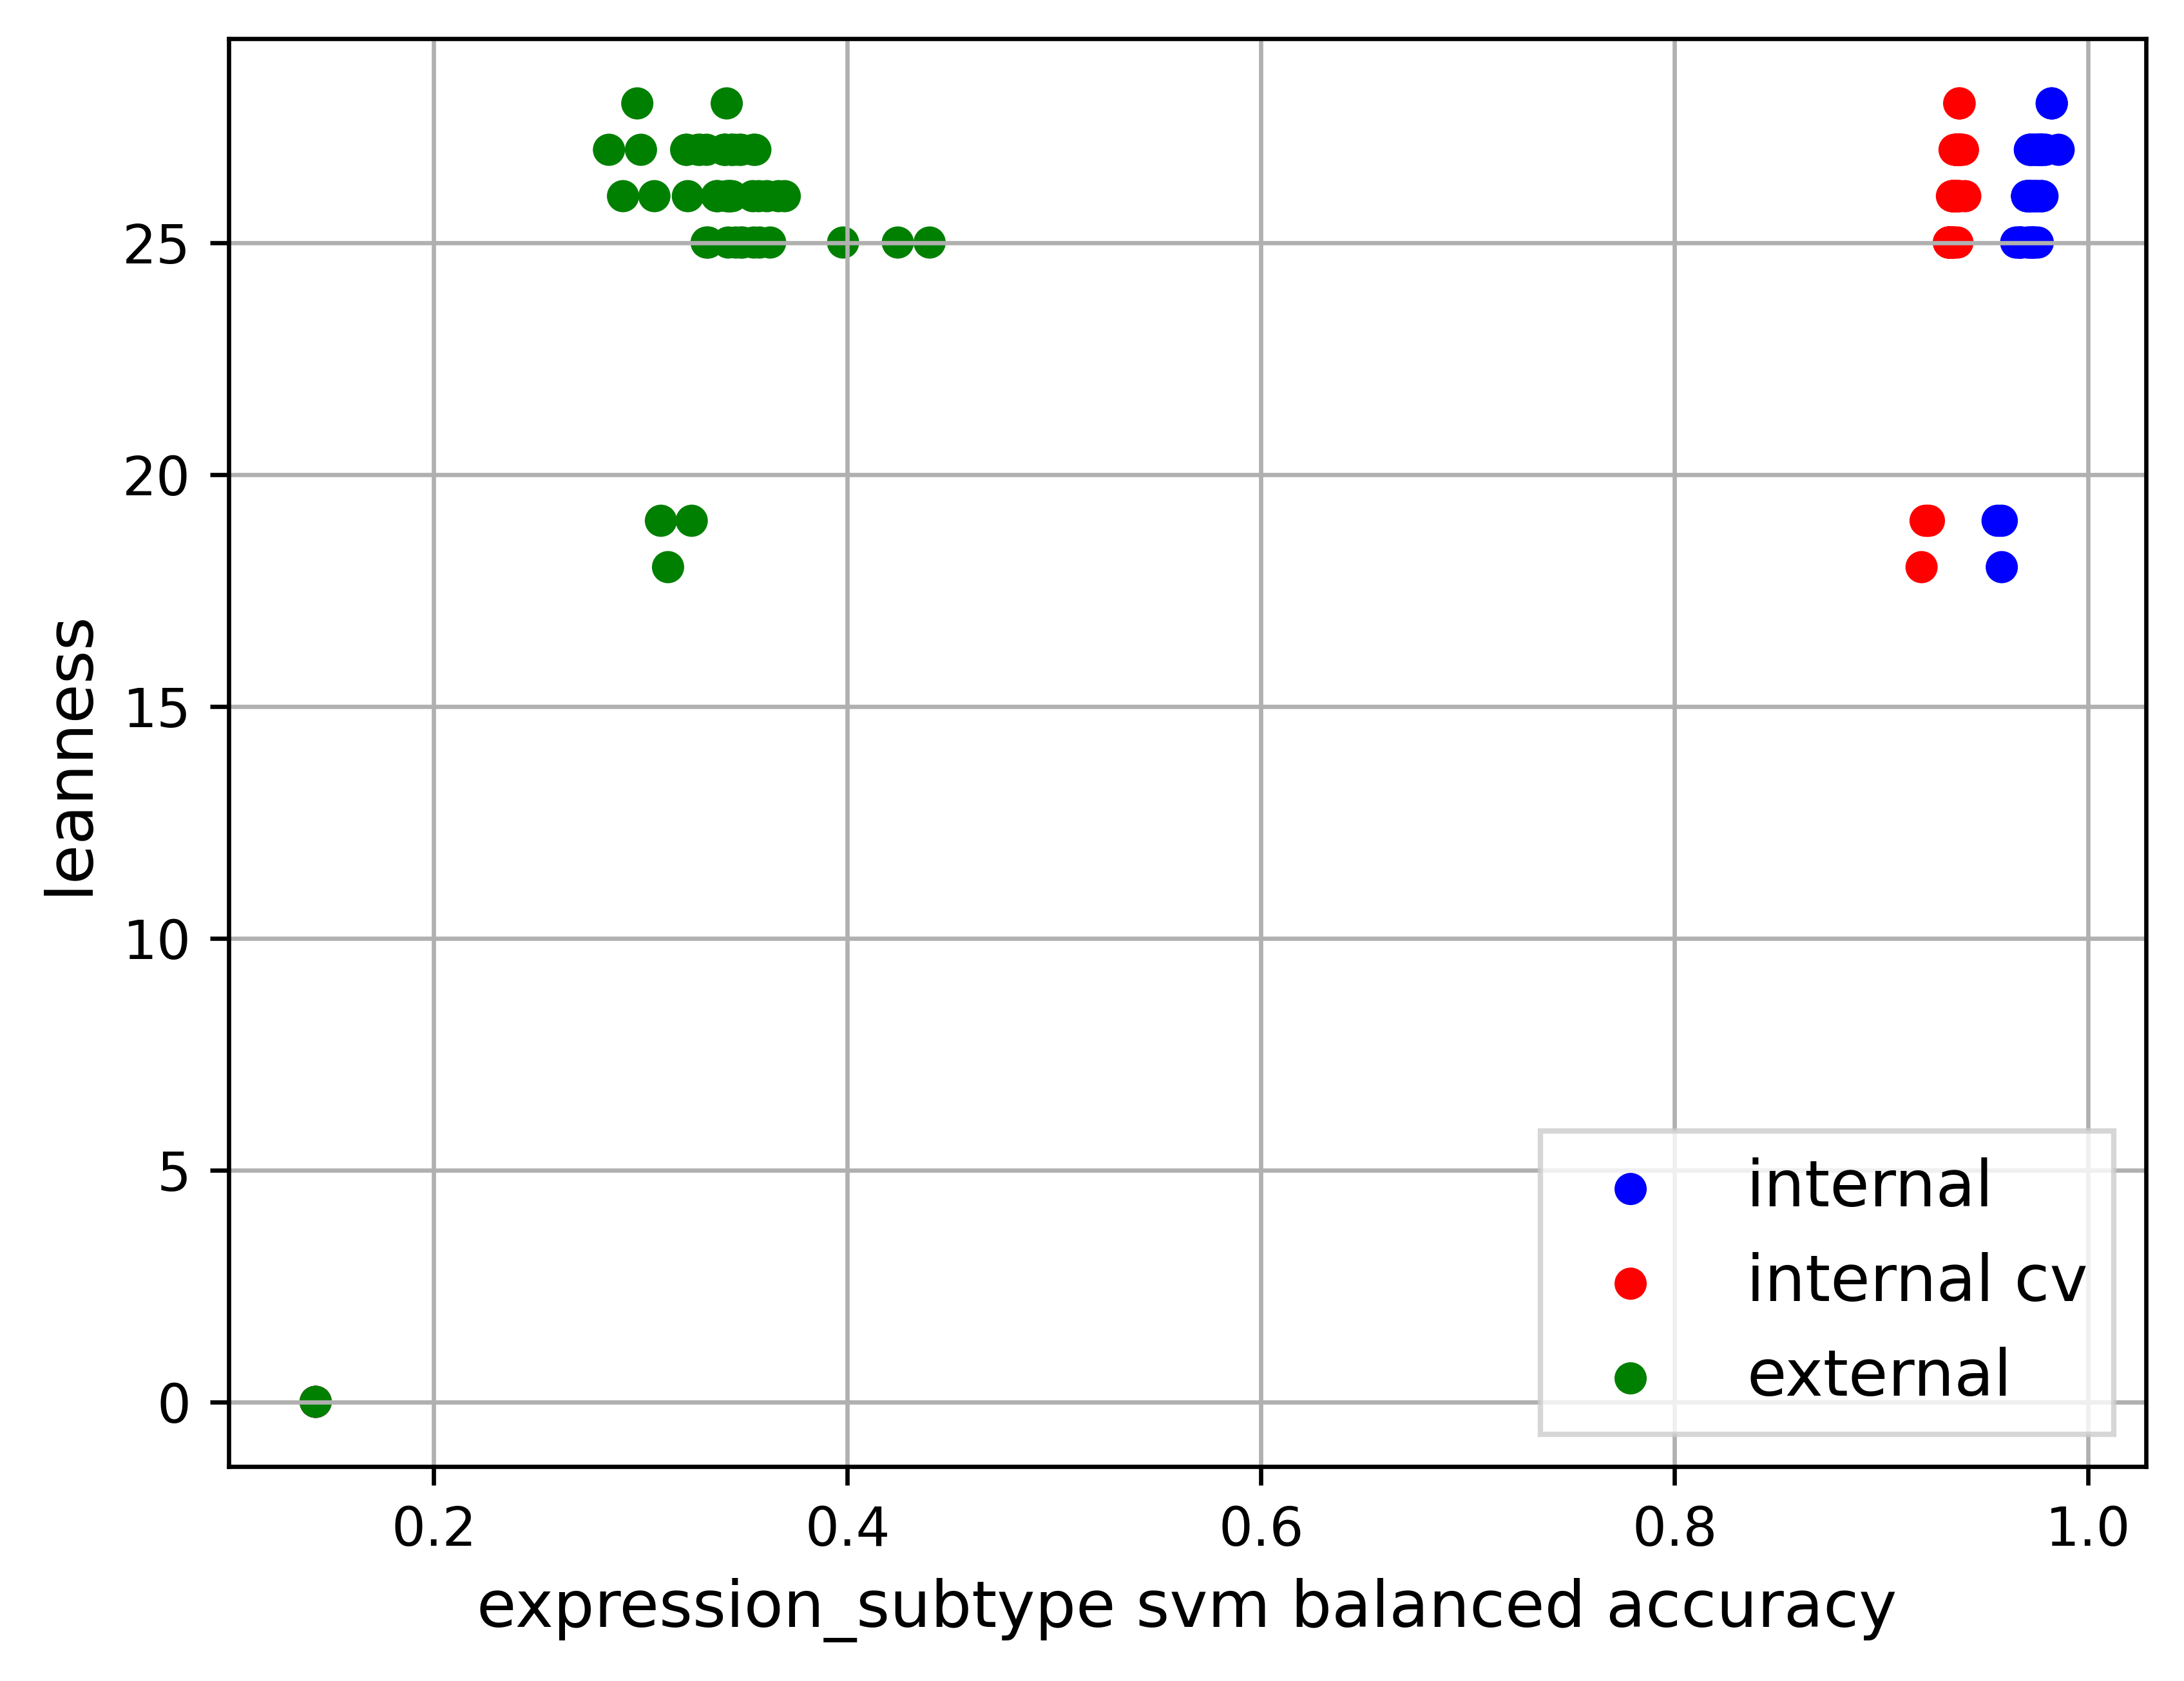 25
20
15
10
5
0
leanness
internal
internal cv
external
0.2 0.4 0.6 0.8 1.0
expression_subtype svm balanced accuracy